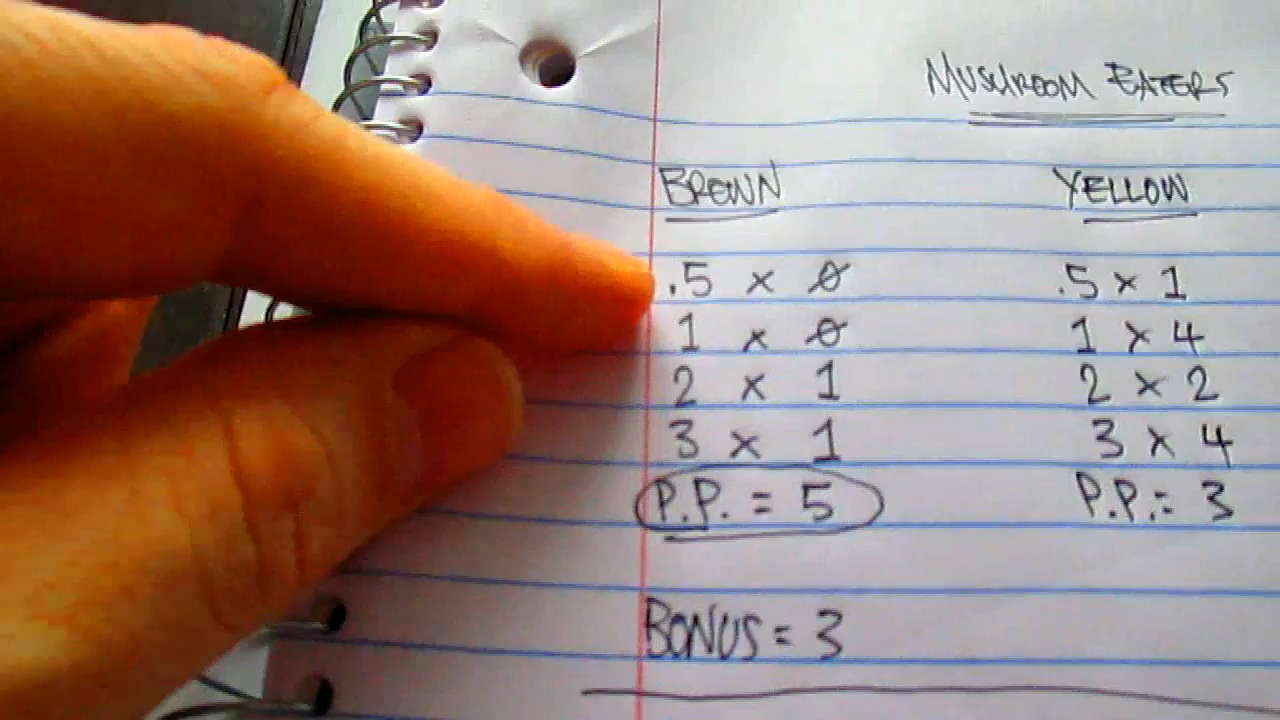 MUSHROOM EATERS
BROWN YELLOW
.5 x 0 .5 x 1
1 x 0 1 x 4
2 x 1 2 x 2
3 x 1 3 x 4
P.P. = 5 P.P. = 3
BONUS = 3